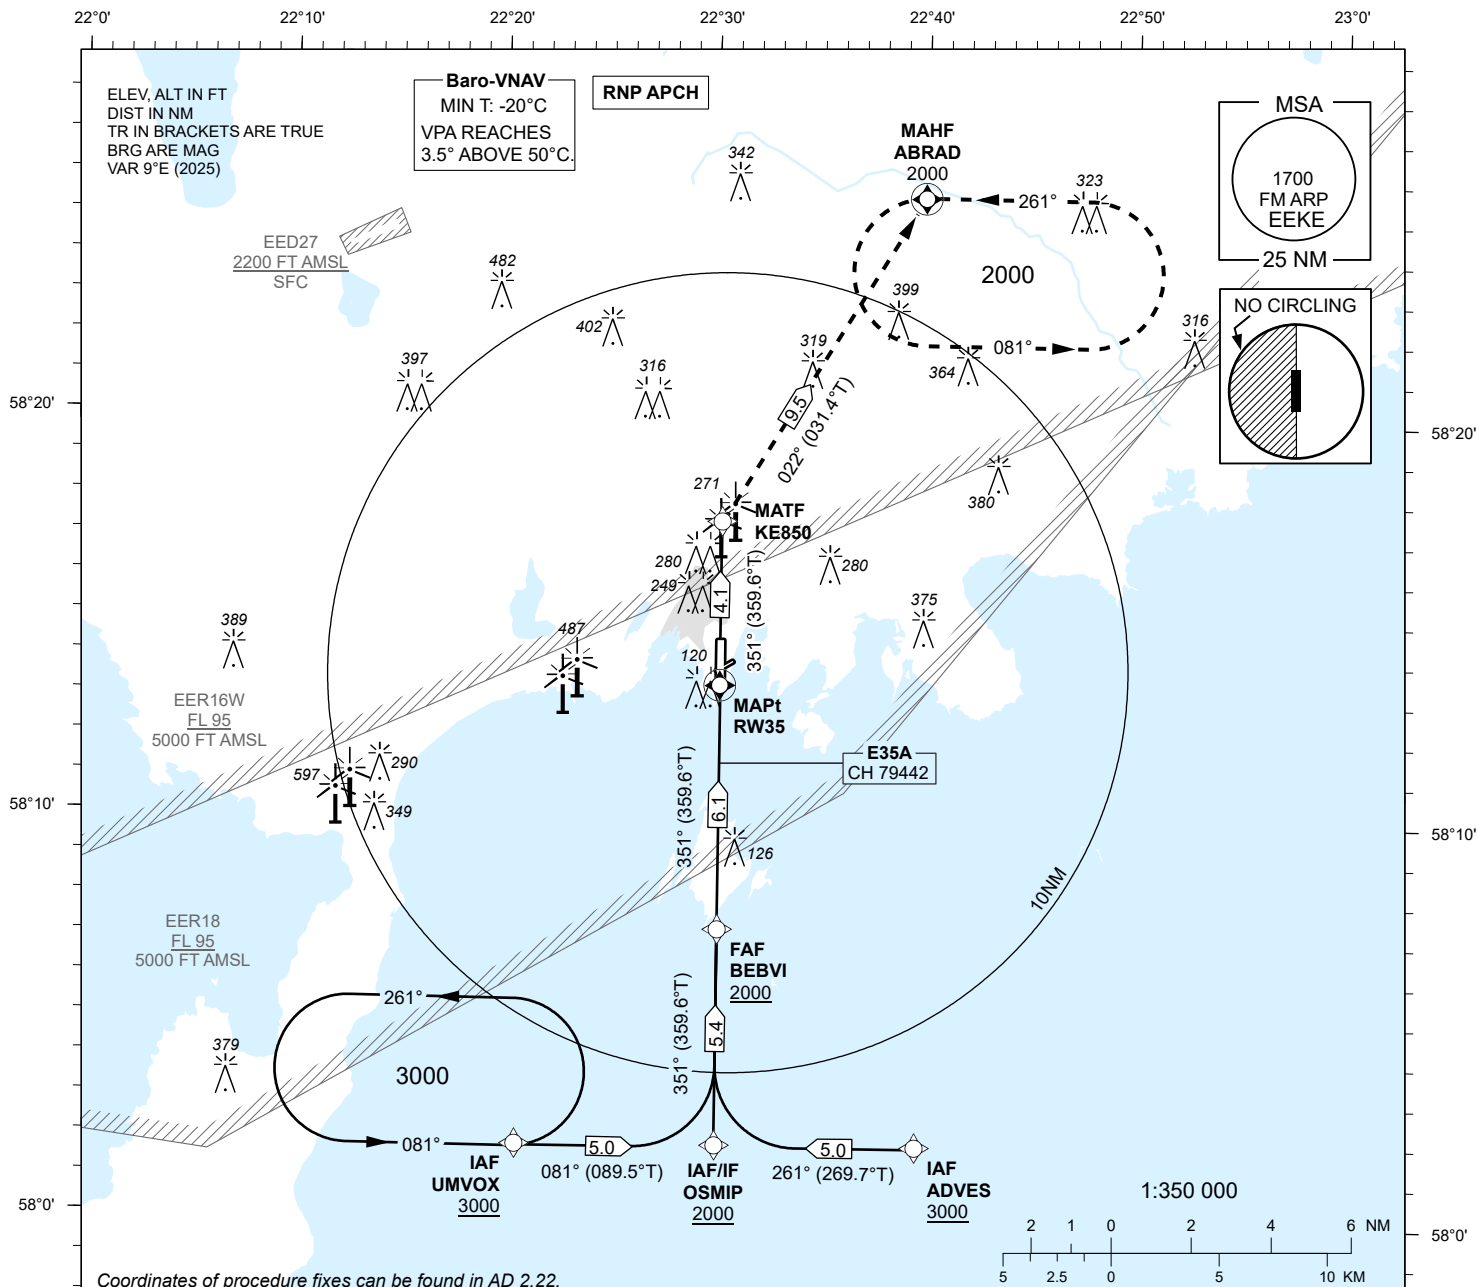 22°0'
22°10'
22°20'
22°30'
22°40'
22°50'
23°0'
ELEV, ALT IN FT
DIST IN NM
TR IN BRACKETS ARE TRUE
BRG ARE MAG
VAR 9°E (2025)
Baro-VNAV
MIN T: -20°C
VPA REACHES
3.5° ABOVE 50°C.
RNP APCH
MAHF
ABRAD
2000
MSA
1700
FM ARP
EEKE
25 NM
342
323
261°
EED27
2200 FT AMSL
SFC
482
402
399
2000
NO CIRCLING
316
319
081°
364
397
316
58°20'
58°20'
9.5
022° (031.4°T)
380
271
MATF
KE850
280
249
280
4.1
351° (359.6°T)
375
389
487
120
EER16W
FL 95
5000 FT AMSL
MAPt
RW35
E35A
CH 79442
597
290
349
351° (359.6°T)
6.1
58°10'
58°10'
126
10NM
EER18
FL 95
5000 FT AMSL
FAF
BEBVI
2000
261°
351° (359.6°T)
5.4
379
3000
081°
5.0
5.0
081° (089.5°T)
261° (269.7°T)
IAF
UMVOX
3000
IAF/IF
OSMIP
2000
IAF
ADVES
3000
1:350 000
58°0'
58°0'
2 1 0 2 4 6 NM
5 2.5 0 5 10 KM
Coordinates of procedure fixes can be found in AD 2.22.